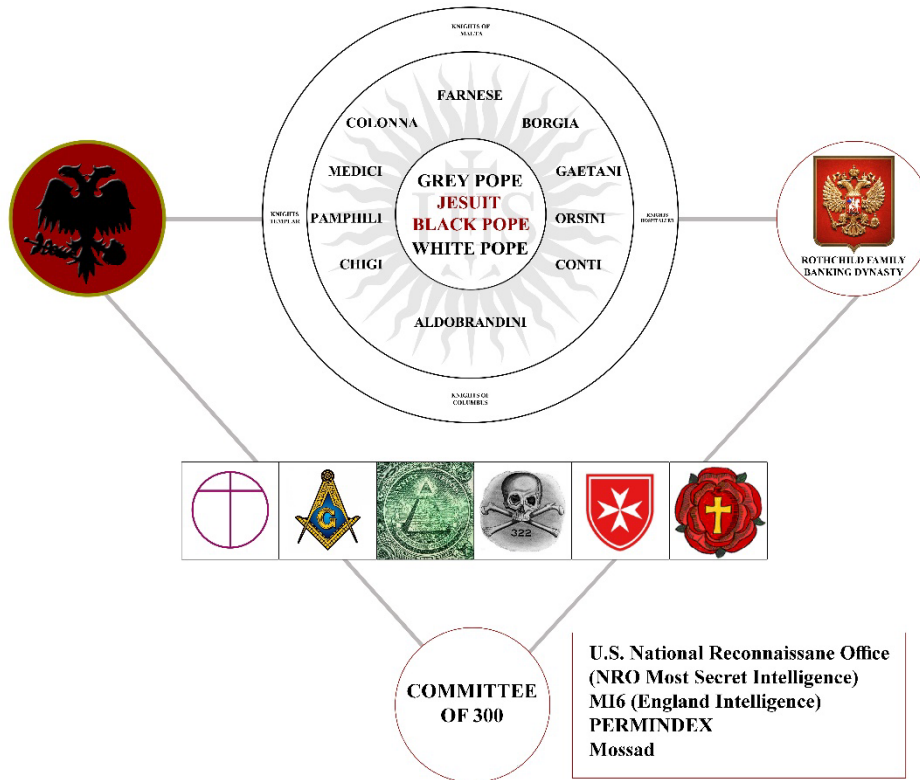 KNIGHTS OF
MALTA
FARNESE
COLONNA
BORGIA
MEDICI
GAETANI
GREY POPE
JESUIT
BLACK POPE
WHITE POPE
KNIGHTS
TEMPLAR
PAMPHILI
ORSINI
KNIGHTS
HOSPITALLER
CHIGI
CONTI
ALDOBRANDINI
KNIGHTS OF
COLUMBUS
ROTHCHILD FAMILY
BANKING DYNASTY
G
322
COMMITTEE
OF 300
U.S. National Reconnaissane Office
(NRO Most Secret Intelligence)
MI6 (England Intelligence)
PERMINDEX
Mossad